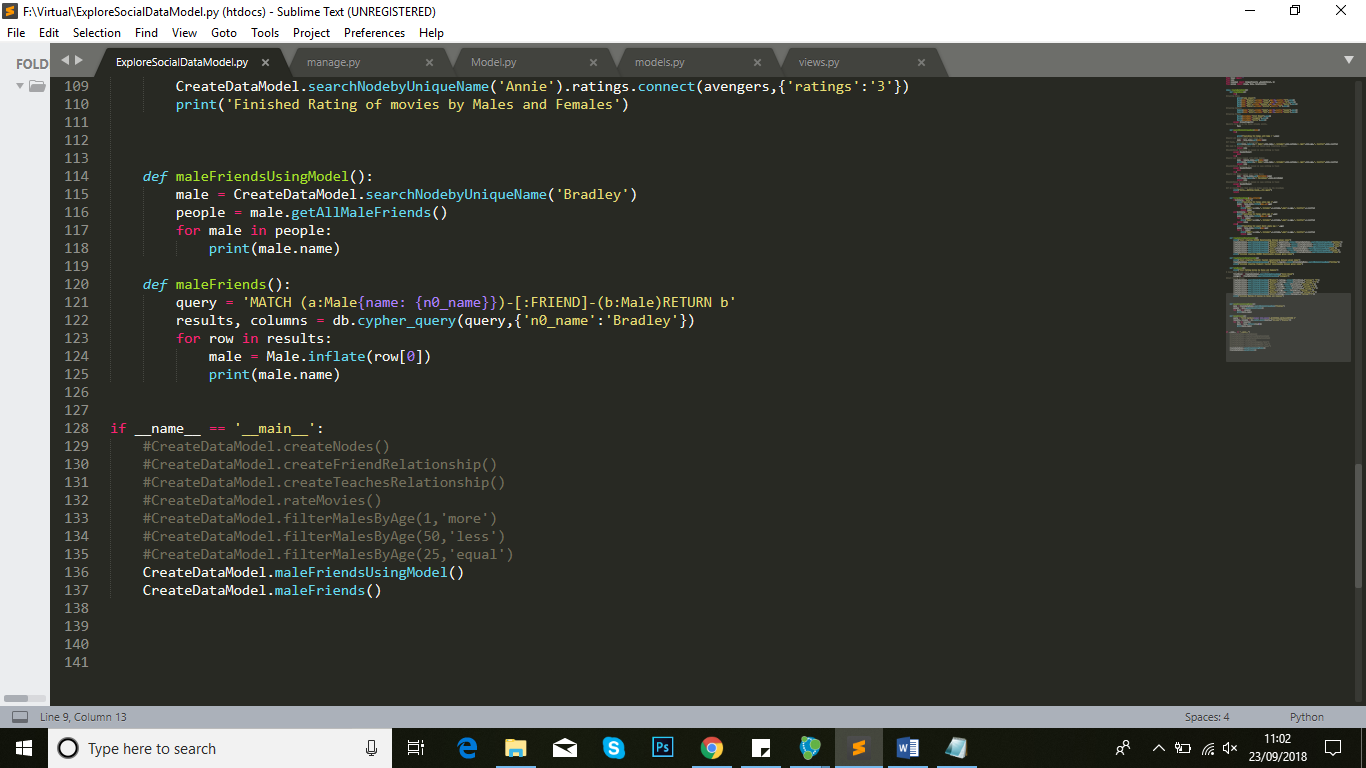 F:\Virtual\ExploreSocialDataModel.py (htdocs) - Sublime Text (UNREGISTERED)
File Edit Selection Find View Goto Tools Project Preferences Help
FOLD
ExploreSocialDataModel.py manage.py Model.py models.py views.py
109 CreateDataModel.searchNodebyUniqueName('Annie').ratings.connect(avengers,{'ratings':'3'})
110 print('Finished Rating of movies by Males and Females')
111
112
113
114 def maleFriendsUsingModel():
115 male = CreateDataModel.searchNodebyUniqueName('Bradley')
116 people = male.getAllMaleFriends()
117 for male in people:
118 print(male.name)
119
120 def maleFriends():
121 query = 'MATCH (a:Male{name: {n0_name}})-[:FRIEND]-(b:Male)RETURN b'
122 results, columns = db.cypher_query(query,{'n0_name':'Bradley'})
123 for row in results:
124 male = Male.inflate(row[0])
125 print(male.name)
126
127
128 if __name__ == '__main__':
129 #CreateDataModel.createNodes()
130 #CreateDataModel.createFriendRelationship()
131 #CreateDataModel.createTeachesRelationship()
132 #CreateDataModel.rateMovies()
133 #CreateDataModel.filterMalesByAge(1,'more')
134 #CreateDataModel.filterMalesByAge(50,'less')
135 #CreateDataModel.filterMalesByAge(25,'equal')
136 CreateDataModel.maleFriendsUsingModel()
137 CreateDataModel.maleFriends()
138
139
140
141
Line 9, Column 13 Spaces: 4 Python
Type here to search
Ps
11:02
23/09/2018